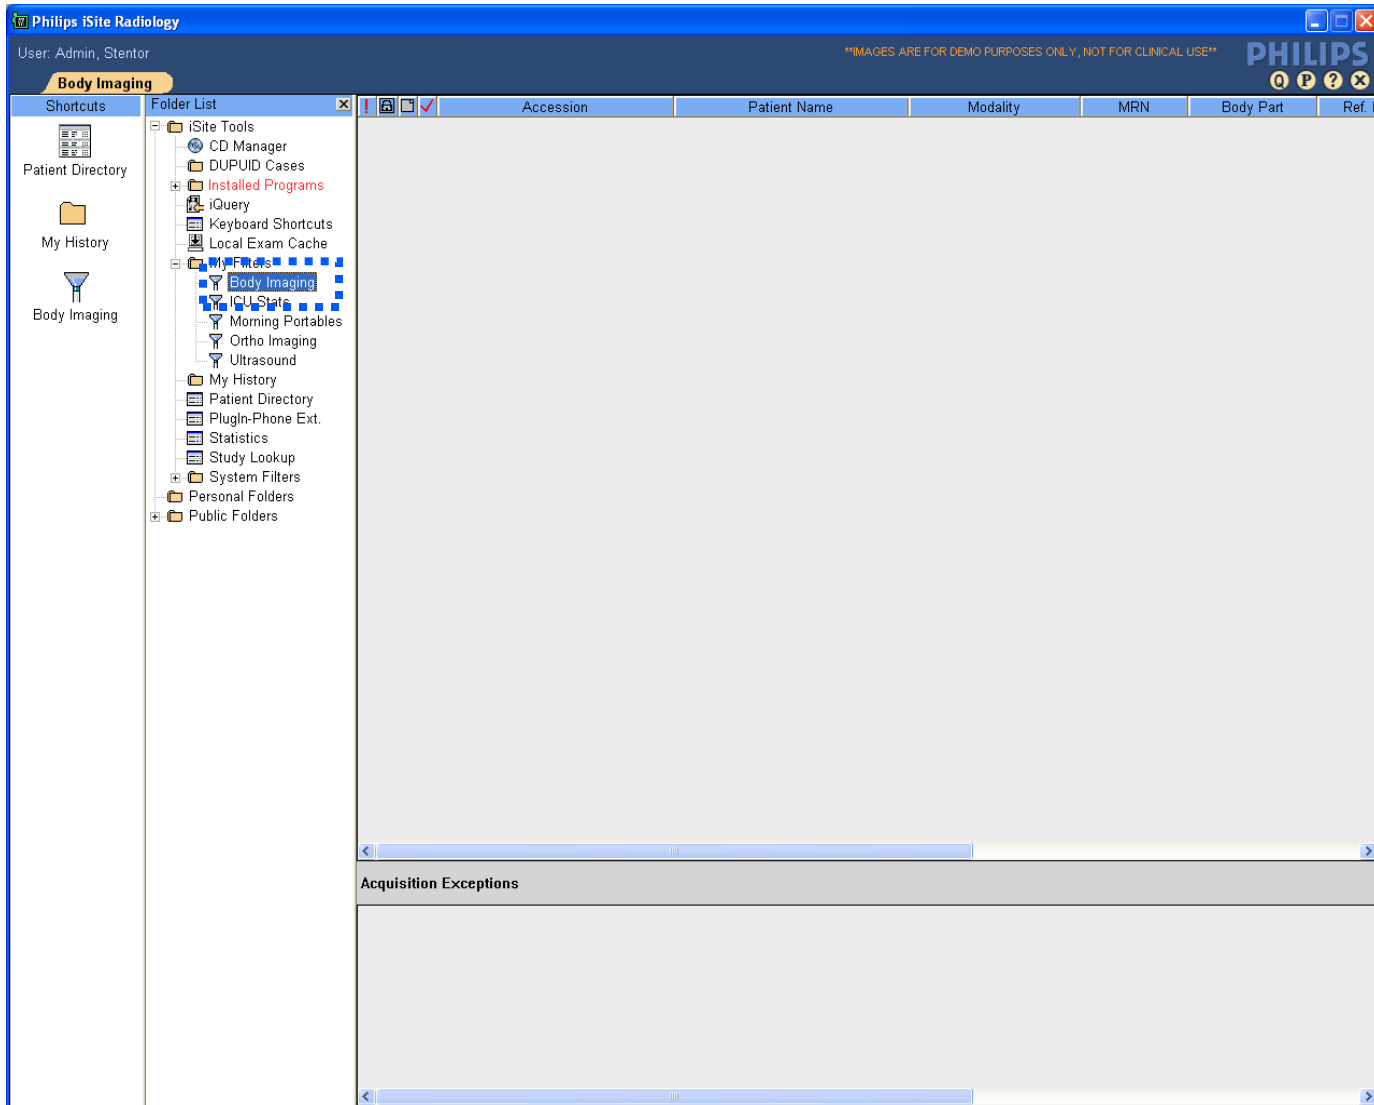 Philips iSite Radiology
User: Admin, Stentor
**IMAGES ARE FOR DEMO PURPOSES ONLY, NOT FOR CLINICAL USE**
PHILIPS
Body Imaging
Q P ? X
Shortcuts
Patient Directory
My History
Body Imaging
Folder List
iSite Tools
CD Manager
DUPUID Cases
Installed Programs
iQuery
Keyboard Shortcuts
Local Exam Cache
My Filters
Body Imaging
ICU Stats
Morning Portables
Ortho Imaging
Ultrasound
My History
Patient Directory
PlugIn-Phone Ext.
Statistics
Study Lookup
System Filters
Personal Folders
Public Folders
! Accession Patient Name Modality MRN Body Part Ref.
Acquisition Exceptions